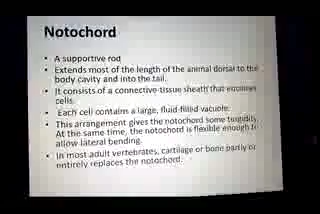 Notochord
• A supportive rod
• Extends most of the length of the animal dorsal to the
body cavity and into the tail.
• It consists of a connective-tissue sheath that
cells.
• Each cell contains a large, fluid-filled vacuole.
• This arrangement gives the notochord some turgidity.
At the same time, the notochord is flexible enough
allow lateral bending.
• In most adult vertebrates, cartilage or bone partly or
entirely replaces the notochord.